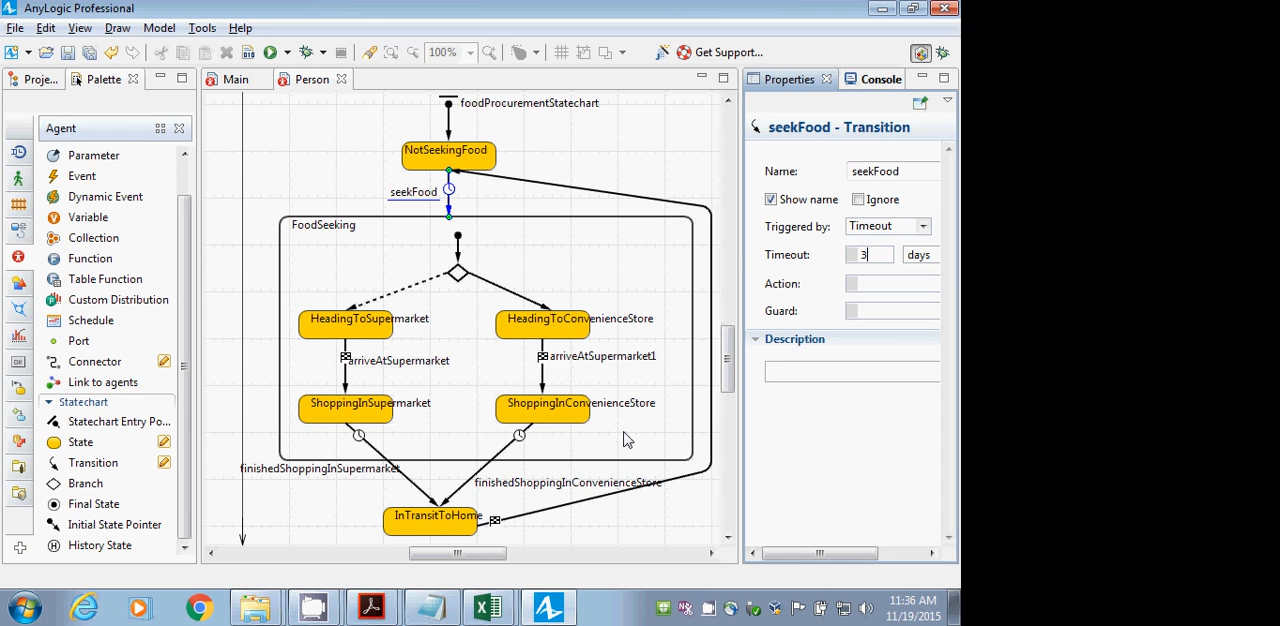 AnyLogic Professional
File Edit View Draw Model Tools Help
100% Get Support...
Proje... Palette Main Person Properties Console
Agent
Parameter
Event
Dynamic Event
Variable
Collection
Function
Table Function
Custom Distribution
Schedule
Port
Connector
Link to agents
Statechart
Statechart Entry Po...
State
Transition
Branch
Final State
Initial State Pointer
History State
foodProcurementStatechart
NotSeekingFood
seekFood
FoodSeeking
HeadingToSupermarket HeadingToConvenienceStore
arriveAtSupermarket arriveAtSupermarket1
ShoppingInSupermarket ShoppingInConvenienceStore
finishedShoppingInSupermarket
finishedShoppingInConvenienceStore
InTransitToHome
seekFood - Transition
Name: seekFood
Show name Ignore
Triggered by: Timeout
Timeout: 3 days
Action:
Guard:
Description
11:36 AM
11/19/2015